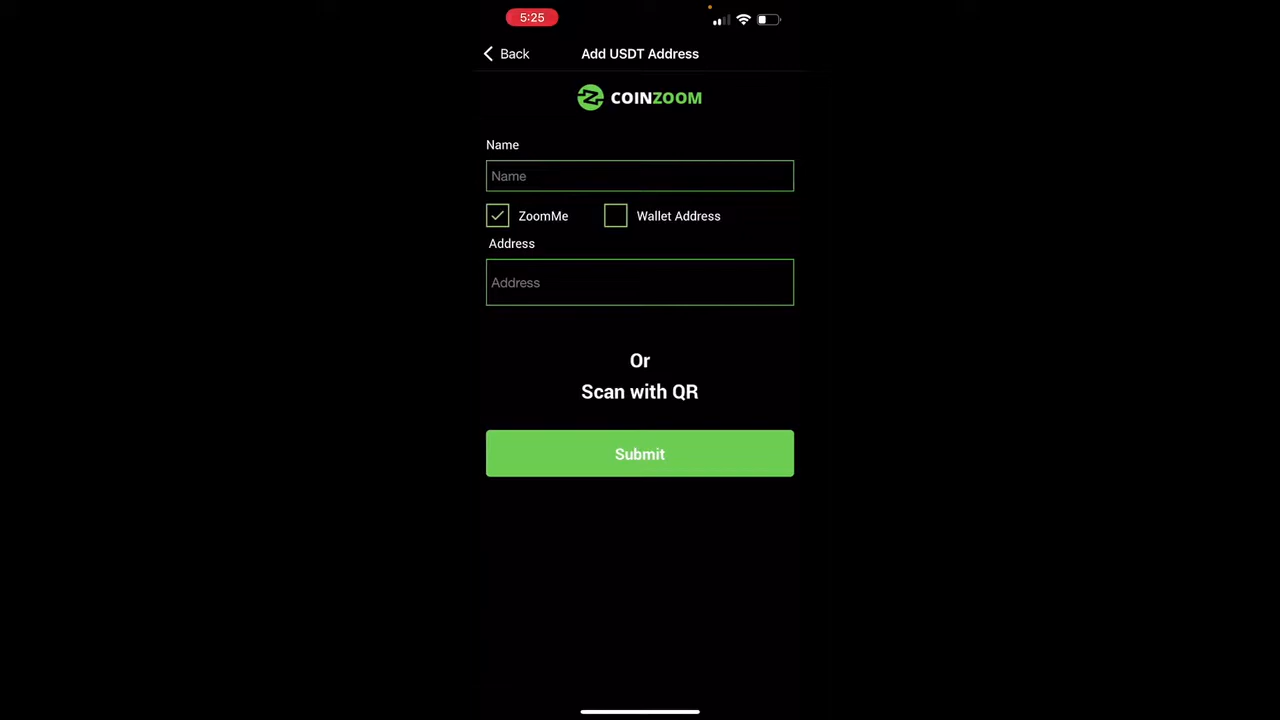 5:25
Back
Add USDT Address
COINZOOM
Name
Name
ZoomMe
Wallet Address
Address
Address
Or
Scan with QR
Submit